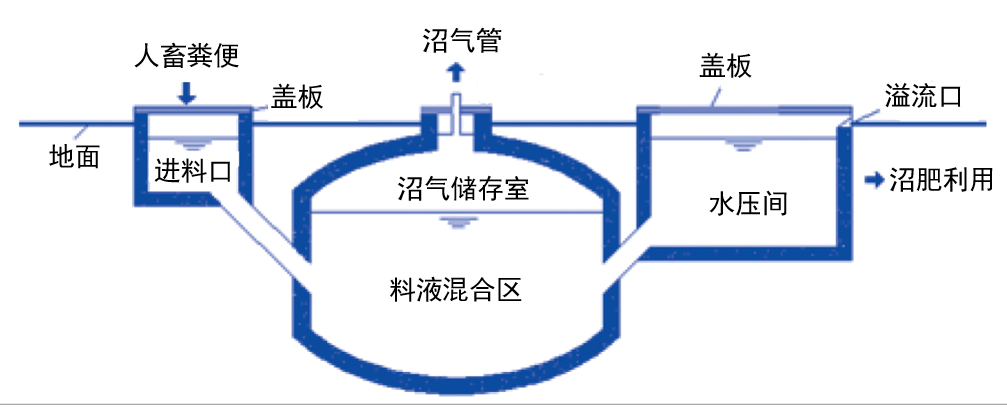 沼气管
人畜粪便
盖板
盖板
溢流口
地面
进料口
沼气储存室
水压间
沼肥利用
料液混合区